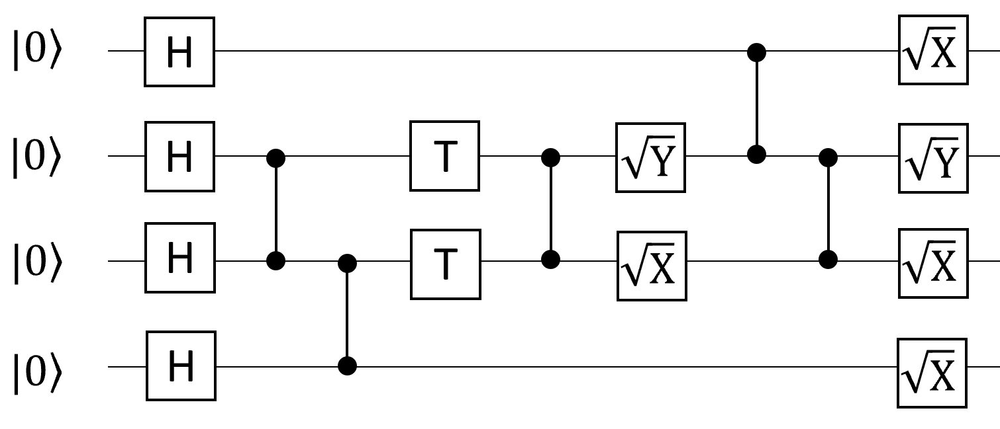 |0⟩ H √X
|0⟩ H T √Y √Y
|0⟩ H T √X √X
|0⟩ H √X